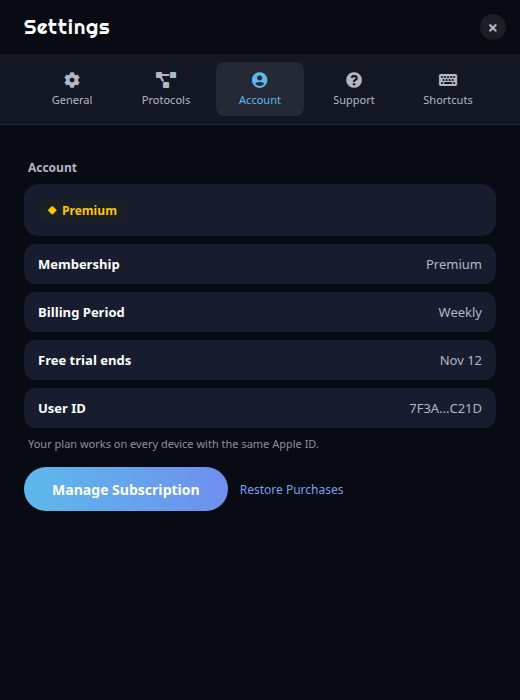 Settings
General
Protocols
Account
Support
Shortcuts
Account
Premium
Membership Premium
Billing Period Weekly
Free trial ends Nov 12
User ID 7F3A...C21D
Your plan works on every device with the same Apple ID.
Manage Subscription
Restore Purchases